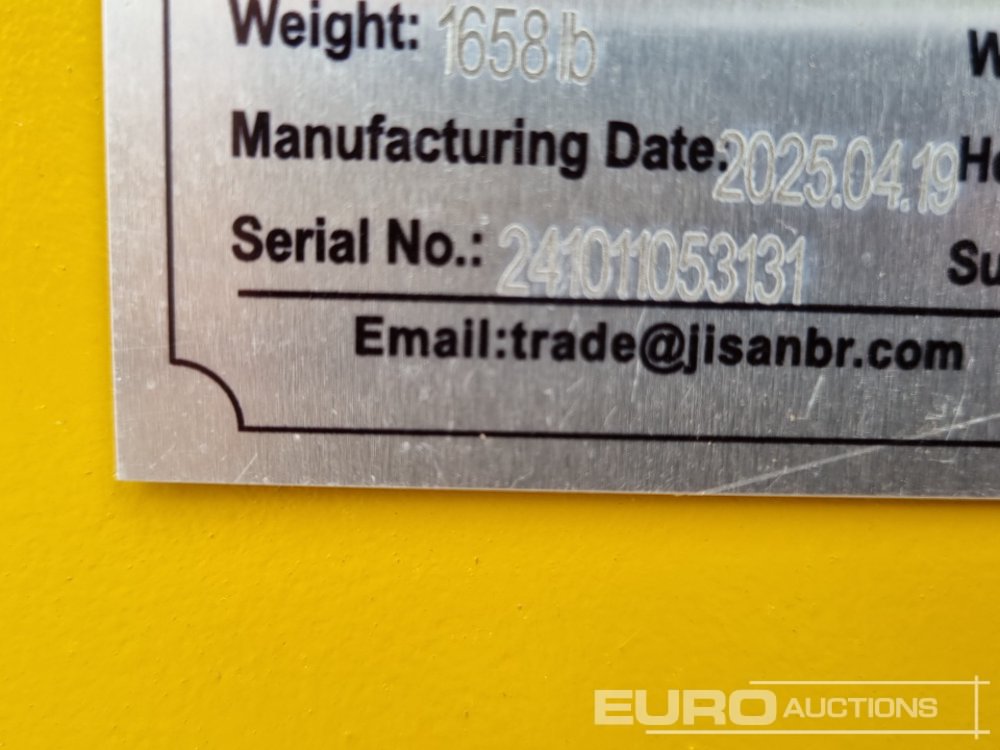 Weight: 1658 lb
Manufacturing Date: 2025.04.19
Serial No.: 241011053131
Email:trade@jisanbr.com
EURO AUCTIONS